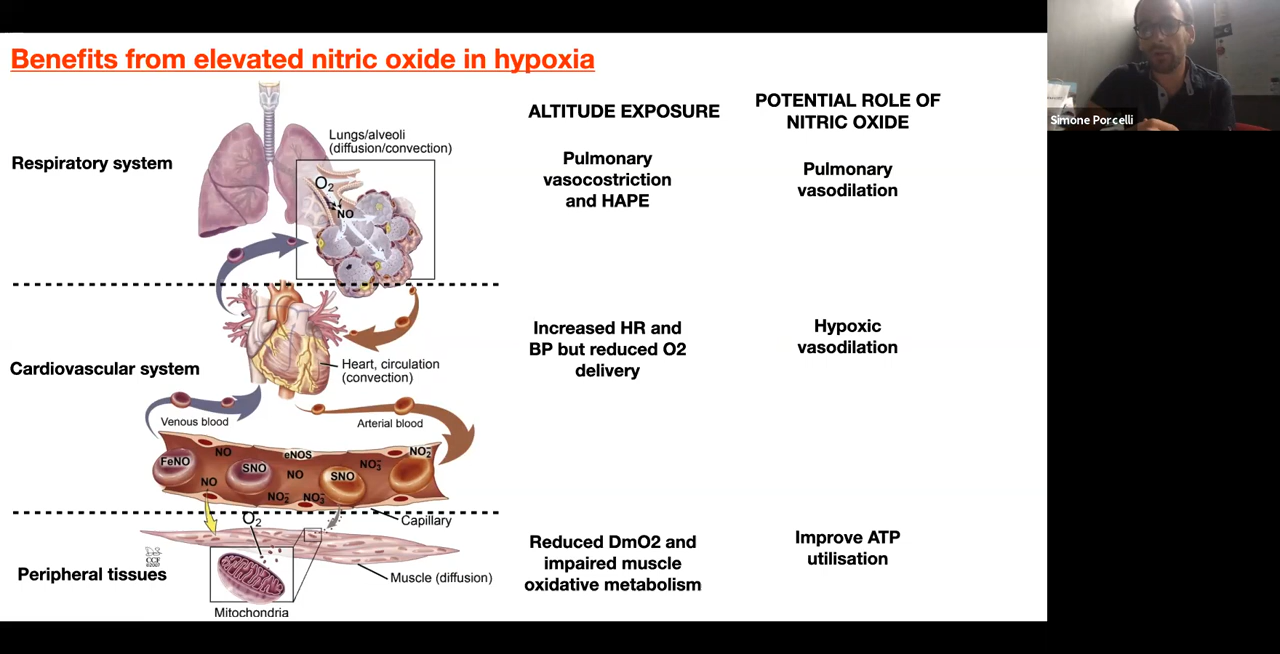 Benefits from elevated nitric oxide in hypoxia
Simone Porcelli
ALTITUDE EXPOSURE
POTENTIAL ROLE OF
NITRIC OXIDE
Respiratory system
Lungs/alveoli
(diffusion/convection)
O2
NO
Pulmonary
vasocostriction
and HAPE
Pulmonary
vasodilation
Cardiovascular system
Heart, circulation
(convection)
Venous blood
Arterial blood
Increased HR and
BP but reduced O2
delivery
Hypoxic
vasodilation
FeNO
NO
NO
SNO
eNOS
NO
SNO
NO3-
NO2-
NO2-
NO3-
Capillary
O2
Peripheral tissues
Muscle (diffusion)
Mitochondria
CCF
©2007
Reduced DmO2 and
impaired muscle
oxidative metabolism
Improve ATP
utilisation